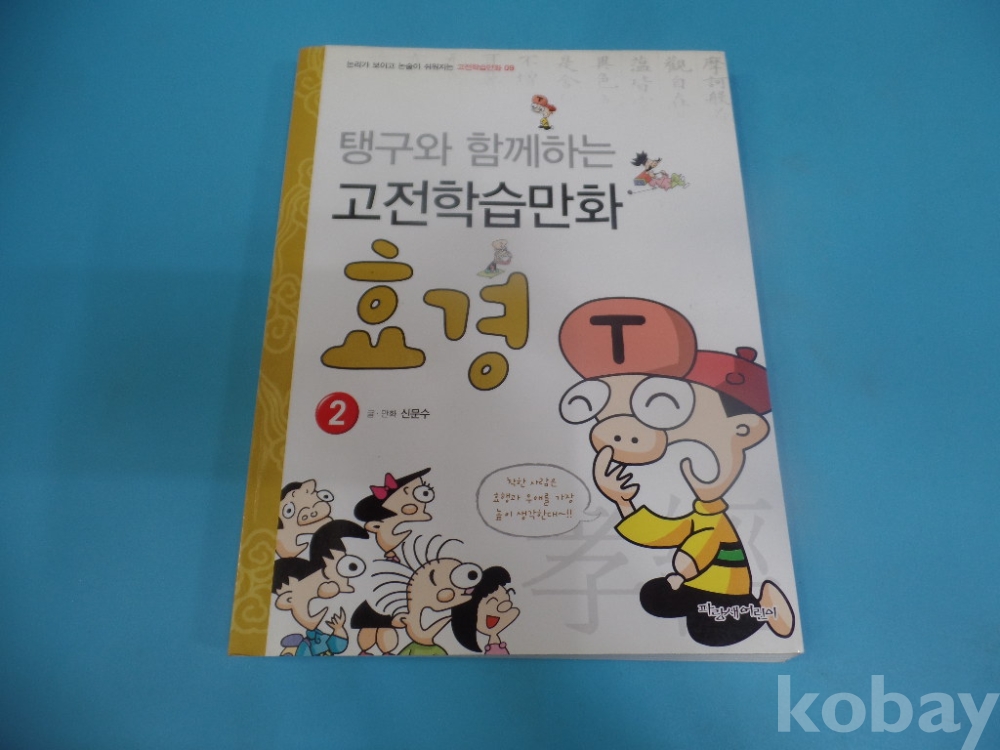 논리가 보이고 논술이 쉬워지는 고전학습만화 09
탱구와 함께하는
고전학습만화
효경
2 글·만화 신문수
T
착한 사람은
효행과 우애를 가장
높이 생각한대~!!
孝經
파랑새어린이
kobay